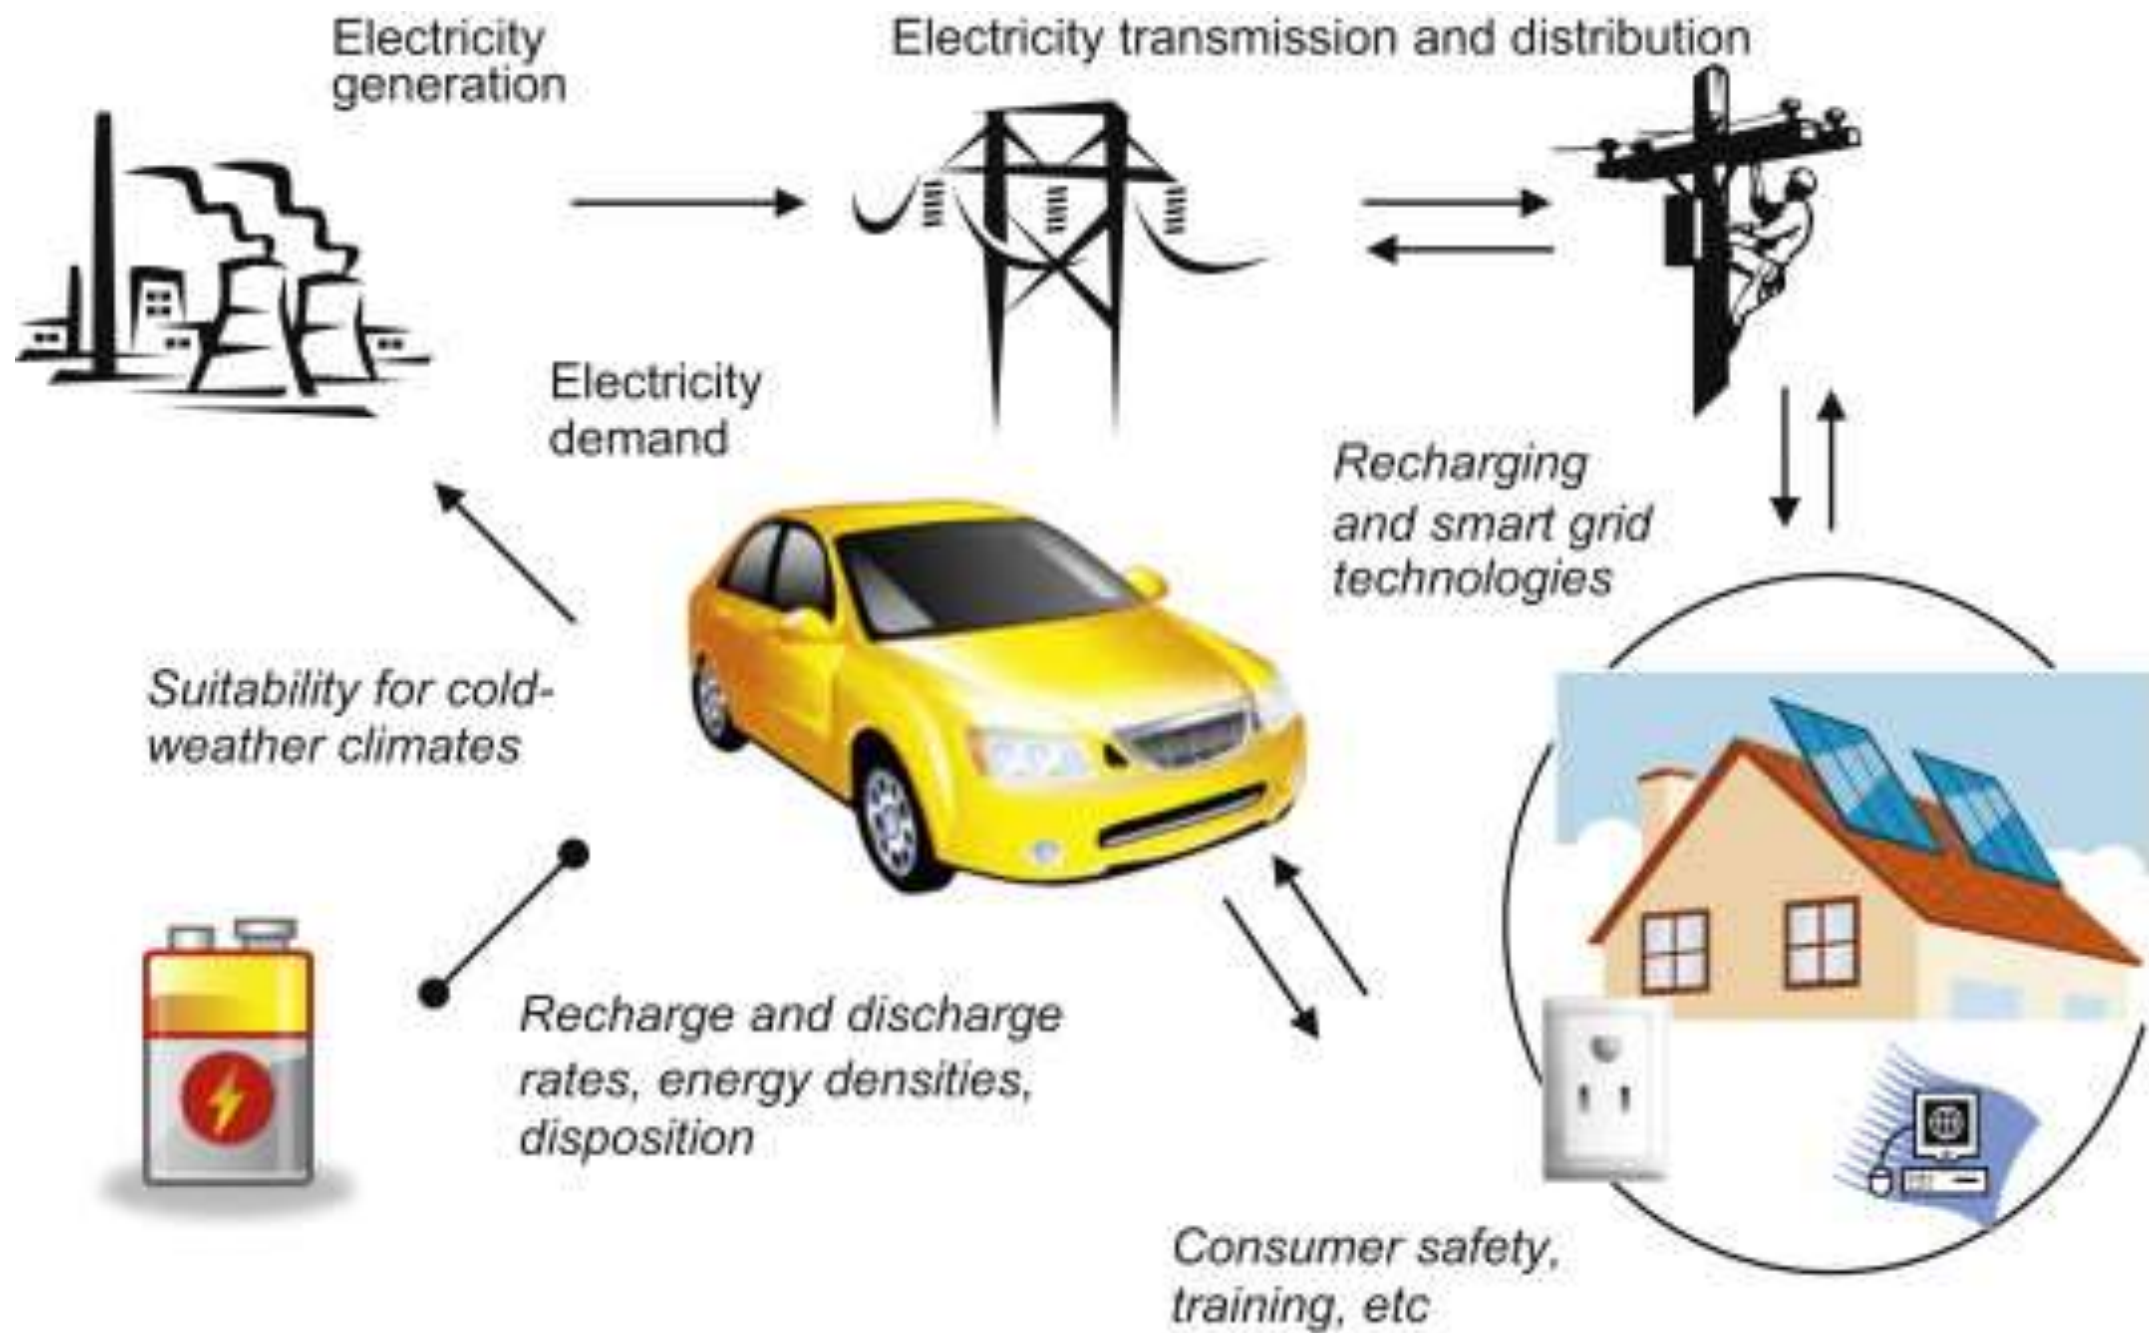 Electricity
generation
Electricity transmission and distribution
Electricity
demand
Recharging
and smart grid
technologies
Suitability for cold-
weather climates
Recharge and discharge
rates, energy densities,
disposition
Consumer safety,
training, etc